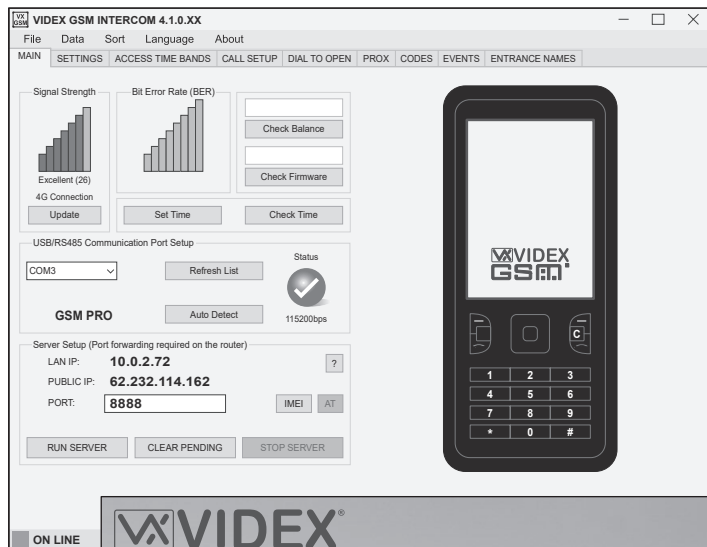 VX GSM VIDEX GSM INTERCOM 4.1.0.XX
File Data Sort Language About
MAIN SETTINGS ACCESS TIME BANDS CALL SETUP DIAL TO OPEN PROX CODES EVENTS ENTRANCE NAMES
Signal Strength
Excellent (26)
4G Connection
Update
Bit Error Rate (BER)
Check Balance
Check Firmware
Set Time
Check Time
USB/RS485 Communication Port Setup
COM3
Refresh List
Status
GSM PRO
Auto Detect
115200bps
Server Setup (Port forwarding required on the router)
LAN IP: 10.0.2.72
?
PUBLIC IP: 62.232.114.162
PORT: 8888
IMEI AT
RUN SERVER CLEAR PENDING STOP SERVER
VX VIDEX
GSM
C
1 2 3
4 5 6
7 8 9
* 0 #
ON LINE
VX VIDEX®